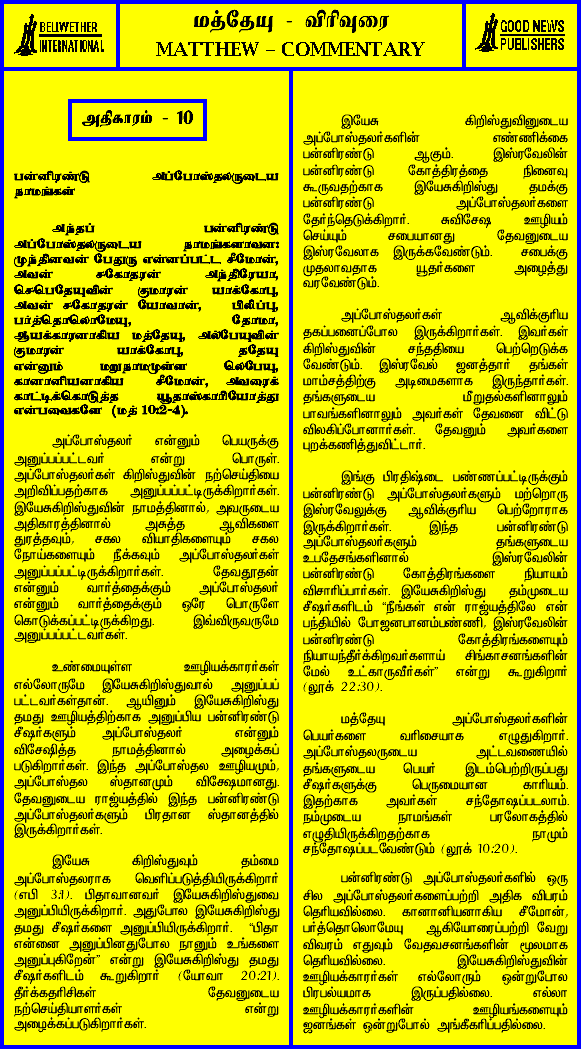 BELIWETHER
INTERNATIONAL
மத்தேயு - விரிவுரை
MATTHEW – COMMENTARY
GOOD NEWS
PUBLISHERS
அதிகாரம் - 10
பன்னிரண்டு அப்போஸ்தலருடைய
நாமங்கள்
அந்தப் பன்னிரண்டு
அப்போஸ்தலருடைய நாமங்களாவன:
முந்தினவன் பேதுரு என்னப்பட்ட சீமோன்,
அவன் சகோதரன் அந்திரேயா,
செபெதேயுவின் குமாரன் யாக்கோபு,
அவன் சகோதரன் யோவான், பிலிப்பு,
பர்த்தொலொமேயு, தோமா,
ஆயக்காரனாகிய மத்தேயு, அல்பேயுவின்
குமாரன் யாக்கோபு, ததேயு
என்னும் மறுநாமமுள்ள லெபேயு,
கானானியனாகிய சீமோன், அவரைக்
காட்டிக்கொடுத்த யூதாஸ்காரியோத்து
என்பவைகளே (மத் 10:2-4).
அப்போஸ்தலர் என்னும் பெயருக்கு
அனுப்பப்பட்டவர் என்று பொருள்.
அப்போஸ்தலர்கள் கிறிஸ்துவின் நற்செய்தியை
அறிவிப்பதற்காக அனுப்பப்பட்டிருக்கிறார்கள்.
இயேசுகிறிஸ்துவின் நாமத்தினால், அவருடைய
அதிகாரத்தினால் அசுத்த ஆவிகளை
துரத்தவும், சகல வியாதிகளையும் சகல
நோய்களையும் நீக்கவும் அப்போஸ்தலர்கள்
அனுப்பப்பட்டிருக்கிறார்கள். தேவதூதன்
என்னும் வார்த்தைக்கும் அப்போஸ்தலர்
என்னும் வார்த்தைக்கும் ஒரே பொருளே
கொடுக்கப்பட்டிருக்கிறது. இவ்விருவருமே
அனுப்பப்பட்டவர்கள்.
உண்மையுள்ள ஊழியக்காரர்கள்
எல்லோருமே இயேசுகிறிஸ்துவால் அனுப்பப்
பட்டவர்கள்தான். ஆயினும் இயேசுகிறிஸ்து
தமது ஊழியத்திற்காக அனுப்பிய பன்னிரண்டு
சீஷர்களும் அப்போஸ்தலர் என்னும்
விசேஷித்த நாமத்தினால் அழைக்கப்
படுகிறார்கள். இந்த அப்போஸ்தல ஊழியமும்,
அப்போஸ்தல ஸ்தானமும் விசேஷமானது.
தேவனுடைய ராஜ்யத்தில் இந்த பன்னிரண்டு
அப்போஸ்தலர்களும் பிரதான ஸ்தானத்தில்
இருக்கிறார்கள்.
இயேசு கிறிஸ்துவும் தம்மை
அப்போஸ்தலராக வெளிப்படுத்தியிருக்கிறார்
(எபி 3:1). பிதாவானவர் இயேசுகிறிஸ்துவை
அனுப்பியிருக்கிறார். அதுபோல இயேசுகிறிஸ்து
தமது சீஷர்களை அனுப்பியிருக்கிறார். "பிதா
என்னை அனுப்பினதுபோல நானும் உங்களை
அனுப்புகிறேன்" என்று இயேசுகிறிஸ்து தமது
சீஷர்களிடம் கூறுகிறார் (யோவா 20:21).
தீர்க்கதரிசிகள் தேவனுடைய
நற்செய்தியாளர்கள் என்று
அழைக்கப்படுகிறார்கள்.
இயேசு கிறிஸ்துவினுடைய
அப்போஸ்தலர்களின் எண்ணிக்கை
பன்னிரண்டு ஆகும். இஸ்ரவேலின்
பன்னிரண்டு கோத்திரத்தை நினைவு
கூருவதற்காக இயேசுகிறிஸ்து தமக்கு
பன்னிரண்டு அப்போஸ்தலர்களை
தேர்ந்தெடுக்கிறார். சுவிசேஷ ஊழியம்
செய்யும் சபையானது தேவனுடைய
இஸ்ரவேலாக இருக்கவேண்டும். சபைக்கு
முதலாவதாக யூதர்களை அழைத்து
வரவேண்டும்.
அப்போஸ்தலர்கள் ஆவிக்குரிய
தகப்பனைப்போல இருக்கிறார்கள். இவர்கள்
கிறிஸ்துவின் சந்ததியை பெற்றெடுக்க
வேண்டும். இஸ்ரவேல் ஜனத்தார் தங்கள்
மாம்சத்திற்கு அடிமைகளாக இருந்தார்கள்.
தங்களுடைய மீறுதல்களினாலும்
பாவங்களினாலும் அவர்கள் தேவனை விட்டு
விலகிப்போனார்கள். தேவனும் அவர்களை
புறக்கணித்துவிட்டார்.
இங்கு பிரதிஷ்டை பண்ணப்பட்டிருக்கும்
பன்னிரண்டு அப்போஸ்தலர்களும் மற்றொரு
இஸ்ரவேலுக்கு ஆவிக்குரிய பெற்றோராக
இருக்கிறார்கள். இந்த பன்னிரண்டு
அப்போஸ்தலர்களும் தங்களுடைய
உபதேசங்களினால் இஸ்ரவேலின்
பன்னிரண்டு கோத்திரங்களை நியாயம்
விசாரிப்பார்கள். இயேசுகிறிஸ்து தம்முடைய
சீஷர்களிடம் "நீங்கள் என் ராஜ்யத்திலே என்
பந்தியில் போஜனபானம்பண்ணி, இஸ்ரவேலின்
பன்னிரண்டு கோத்திரங்களையும்
நியாயந்தீர்க்கிறவர்களாய் சிங்காசனங்களின்
மேல் உட்காருவீர்கள்" என்று கூறுகிறார்
(லூக் 22:30).
மத்தேயு அப்போஸ்தலர்களின்
பெயர்களை வரிசையாக எழுதுகிறார்.
அப்போஸ்தலருடைய அட்டவணையில்
தங்களுடைய பெயர் இடம்பெற்றிருப்பது
சீஷர்களுக்கு பெருமையான காரியம்.
இதற்காக அவர்கள் சந்தோஷப்படலாம்.
நம்முடைய நாமங்கள் பரலோகத்தில்
எழுதியிருக்கிறதற்காக நாமும்
சந்தோஷப்படவேண்டும் (லூக் 10:20).
பன்னிரண்டு அப்போஸ்தலர்களில் ஒரு
சில அப்போஸ்தலர்களைப்பற்றி அதிக விபரம்
தெரியவில்லை. கானானியனாகிய சீமோன்,
பர்த்தொலொமேயு ஆகியோரைப்பற்றி வேறு
விவரம் எதுவும் வேதவசனங்களின் மூலமாக
தெரியவில்லை. இயேசுகிறிஸ்துவின்
ஊழியக்காரர்கள் எல்லோரும் ஒன்றுபோல
பிரபல்யமாக இருப்பதில்லை. எல்லா
ஊழியக்காரர்களின் ஊழியங்களையும்
ஜனங்கள் ஒன்றுபோல் அங்கீகரிப்பதில்லை.